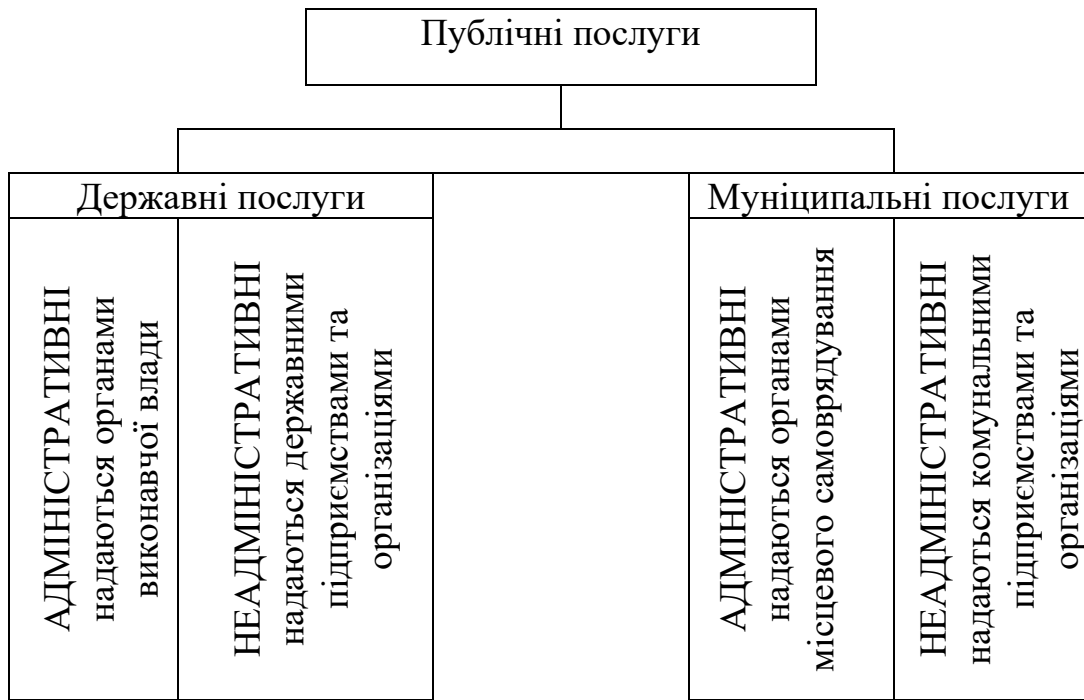 Публічні послуги
Державні послуги
АДМІНІСТРАТИВНІ
надаються органами
виконавчої влади
НЕАДМІНІСТРАТИВНІ
надаються державними
підприємствами та
організаціями
Муніципальні послуги
АДМІНІСТРАТИВНІ
надаються органами
місцевого самоврядування
НЕАДМІНІСТРАТИВНІ
надаються комунальними
підприємствами та
організаціями